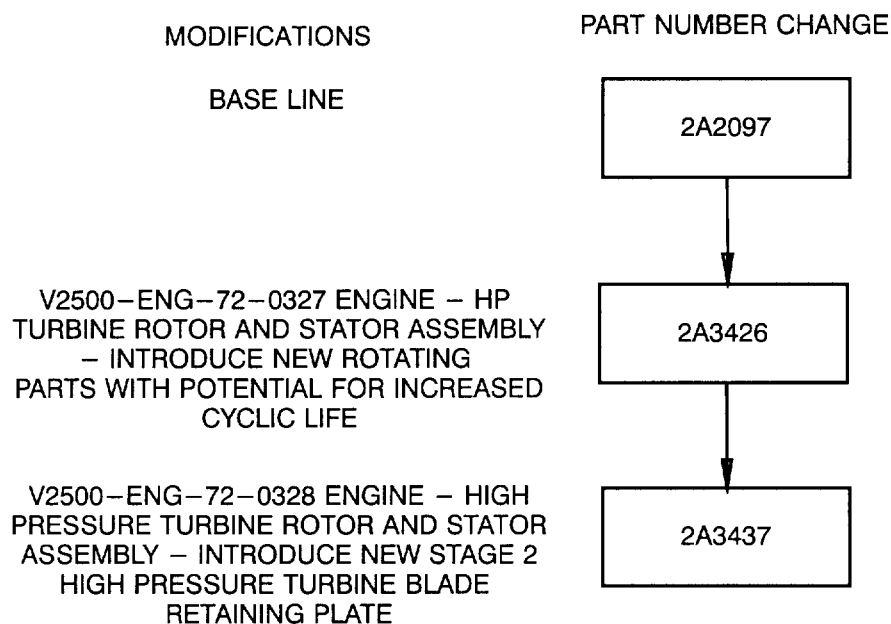 MODIFICATIONS
PART NUMBER CHANGE
BASE LINE
2A2097
V2500–ENG–72–0327 ENGINE – HP
TURBINE ROTOR AND STATOR ASSEMBLY
– INTRODUCE NEW ROTATING
PARTS WITH POTENTIAL FOR INCREASED
CYCLIC LIFE
2A3426
V2500–ENG–72–0328 ENGINE – HIGH
PRESSURE TURBINE ROTOR AND STATOR
ASSEMBLY – INTRODUCE NEW STAGE 2
HIGH PRESSURE TURBINE BLADE
RETAINING PLATE
2A3437